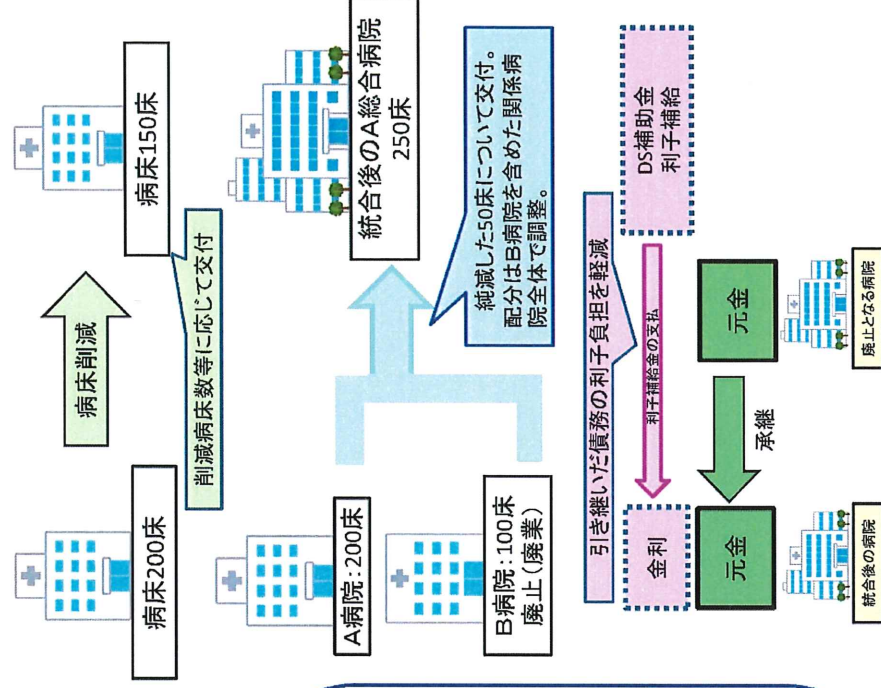 病床200床
病床削減
病床150床
削減病床数等に応じて交付
A病院:200床
B病院:100床
廃止(廃業)
統合後のA総合病院
250床
純減した50床について交付。
配分はB病院を含めた関係病
院全体で調整。
引き継いだ債務の利子負担を軽減
金利
利子補給金の支払
DS補助金
利子補給
元金
承継
元金
統合後の病院
廃止となる病院